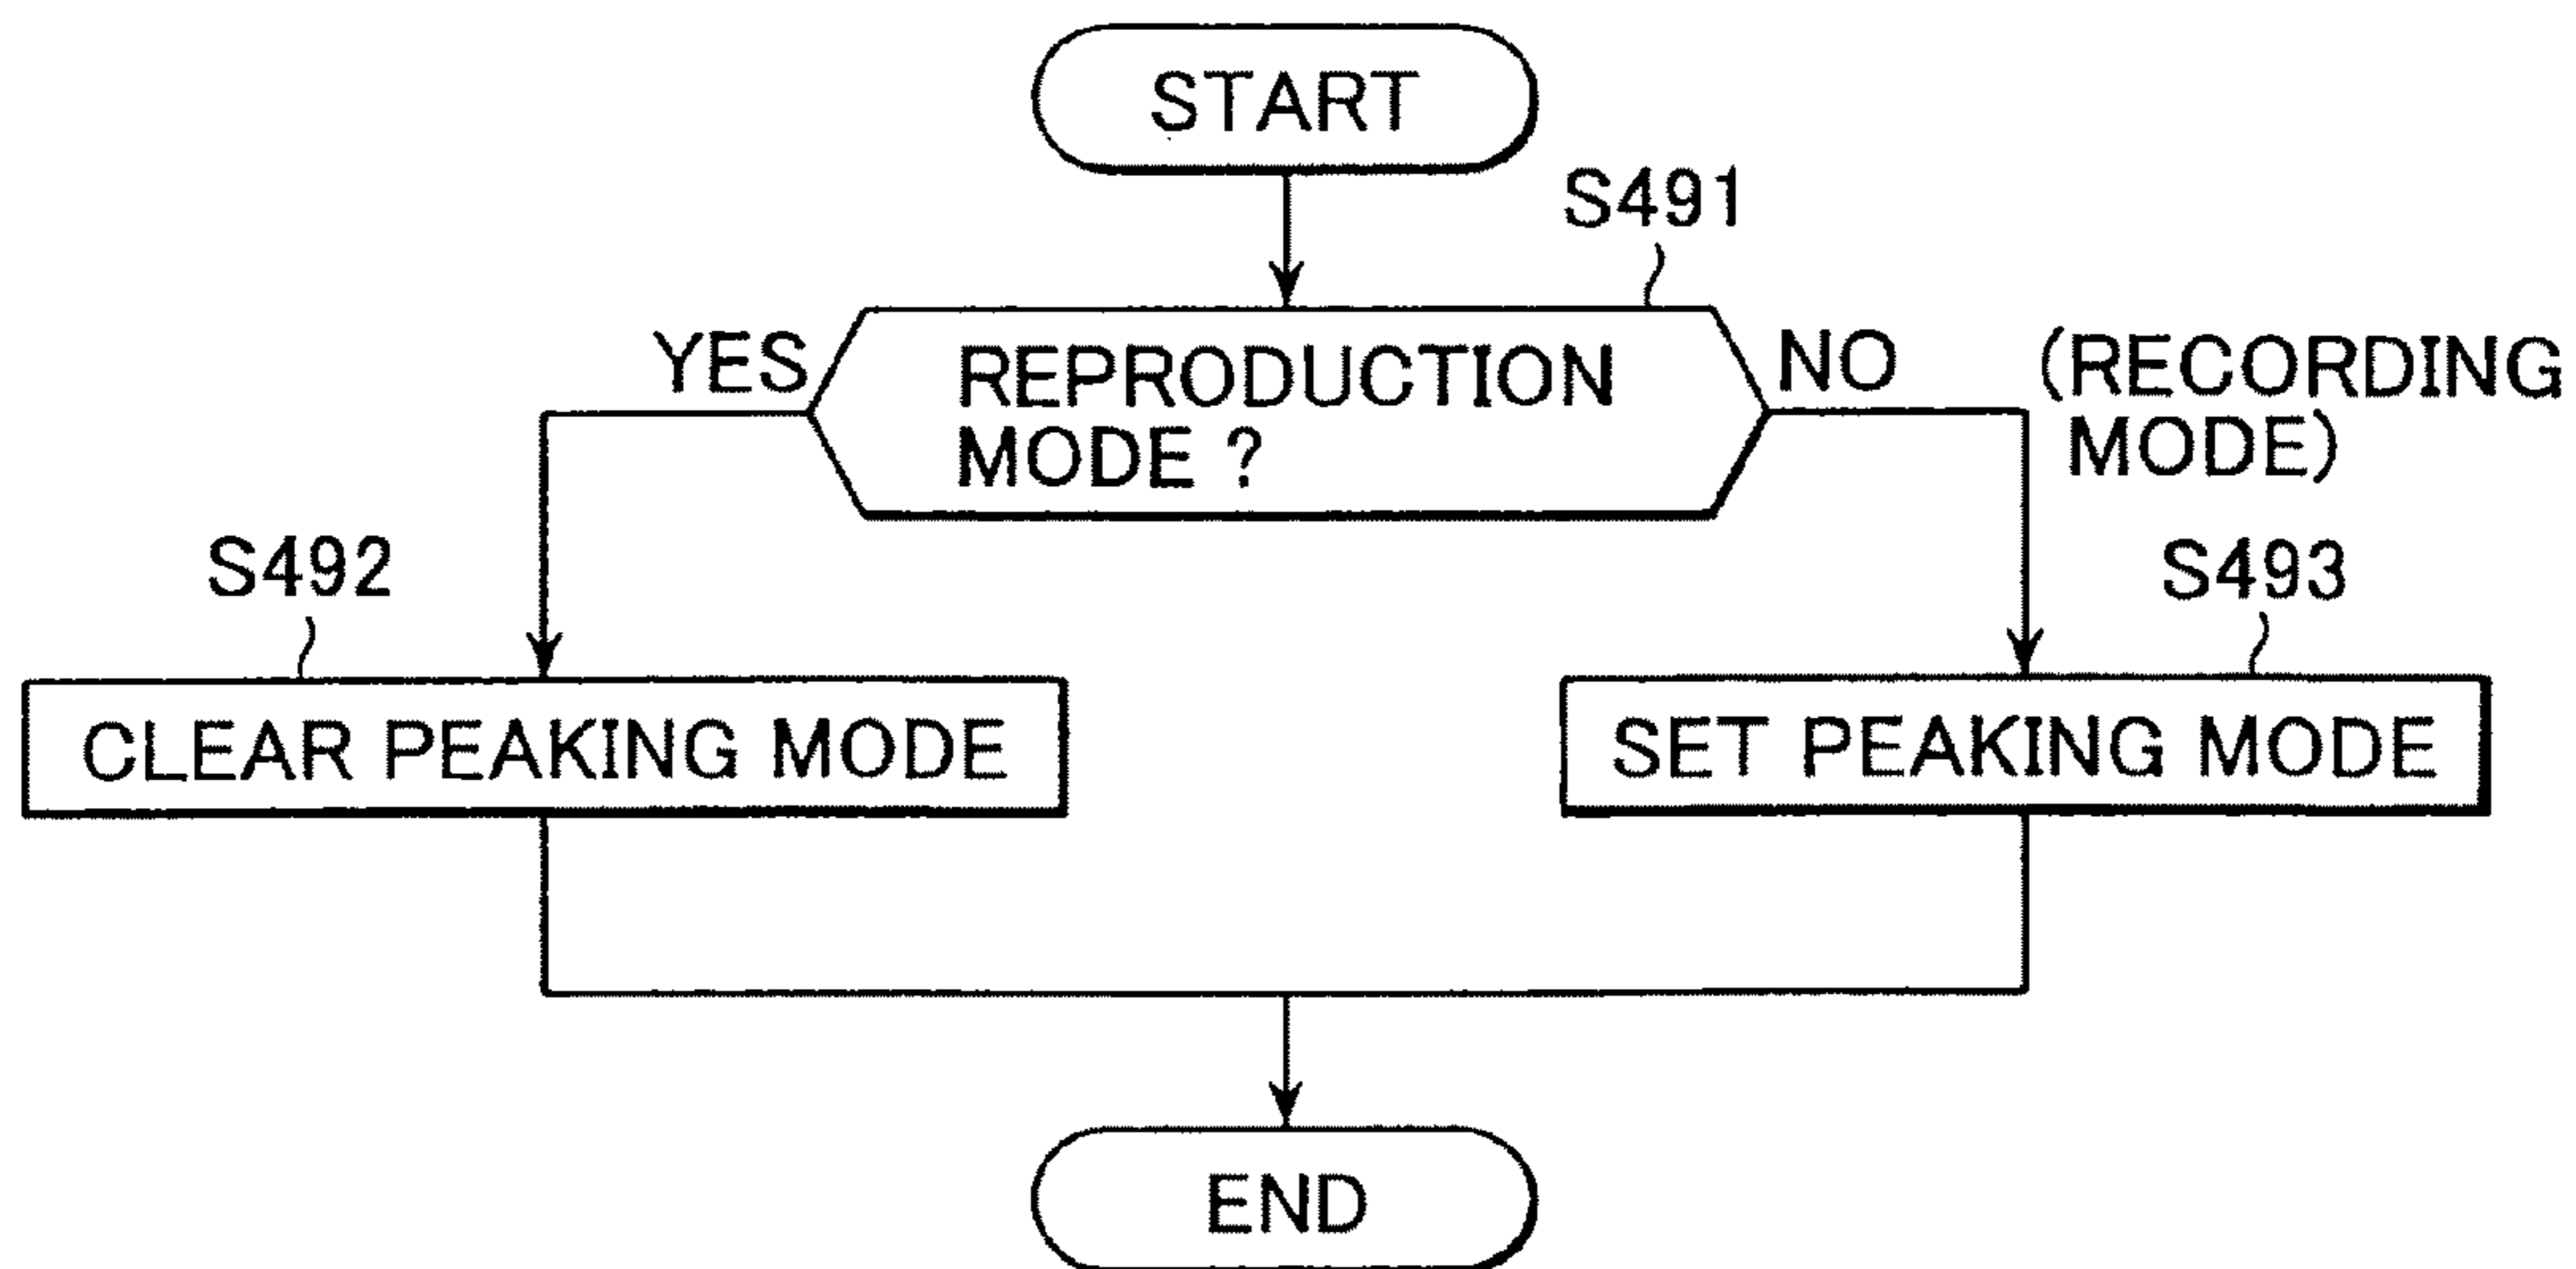 START
S491
YES
REPRODUCTION
MODE ?
NO
(RECORDING
MODE)
S492
S493
CLEAR PEAKING MODE
SET PEAKING MODE
END